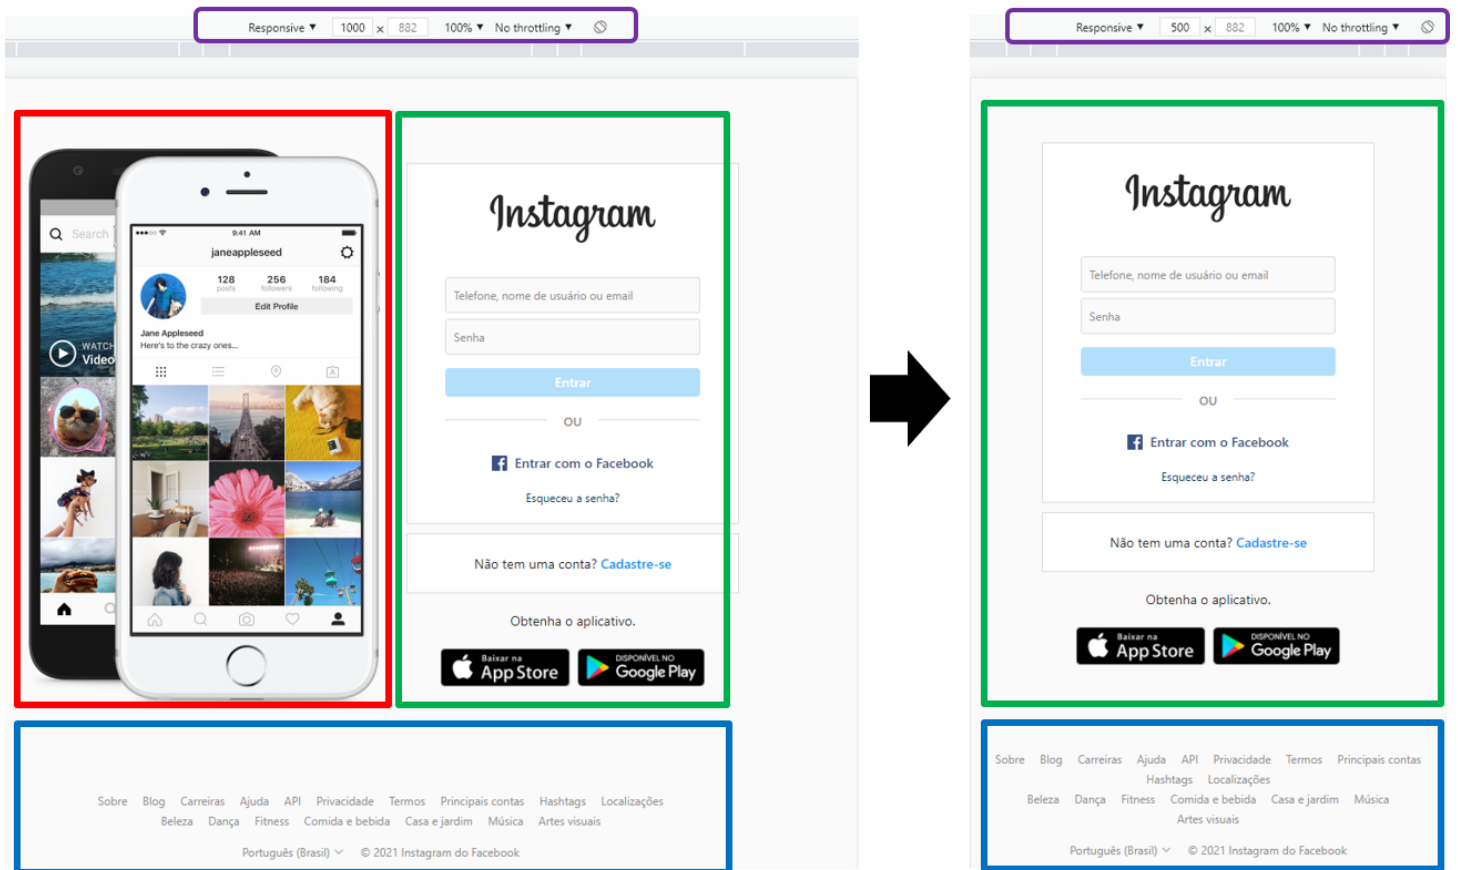 Responsive ▼ 1000 x 882 100% ▼ No throttling ▼
Search
WATCH
Video
9:41 AM
janeappleseed
128 256 184
posts followers following
Edit Profile
Jane Appleseed
Here's to the crazy ones...
Instagram
Telefone, nome de usuário ou email
Senha
Entrar
OU
Entrar com o Facebook
Esqueceu a senha?
Não tem uma conta? Cadastre-se
Obtenha o aplicativo.
Baixar na
App Store
DISPONÍVEL NO
Google Play
Sobre Blog Carreiras Ajuda API Privacidade Termos Principais contas Hashtags Localizações
Beleza Dança Fitness Comida e bebida Casa e jardim Música Artes visuais
Português (Brasil) © 2021 Instagram do Facebook
Responsive ▼ 500 x 882 100% ▼ No throttling ▼
Instagram
Telefone, nome de usuário ou email
Senha
Entrar
OU
Entrar com o Facebook
Esqueceu a senha?
Não tem uma conta? Cadastre-se
Obtenha o aplicativo.
Baixar na
App Store
DISPONÍVEL NO
Google Play
Sobre Blog Carreiras Ajuda API Privacidade Termos Principais contas
Hashtags Localizações
Beleza Dança Fitness Comida e bebida Casa e jardim Música
Artes visuais
Português (Brasil) © 2021 Instagram do Facebook